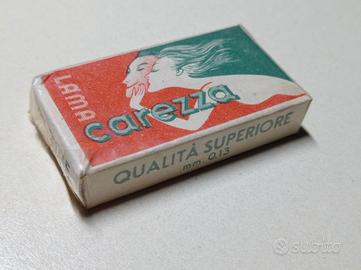 LAMA
carezza
QUALITÀ SUPERIORE
mm. 0.13
subito